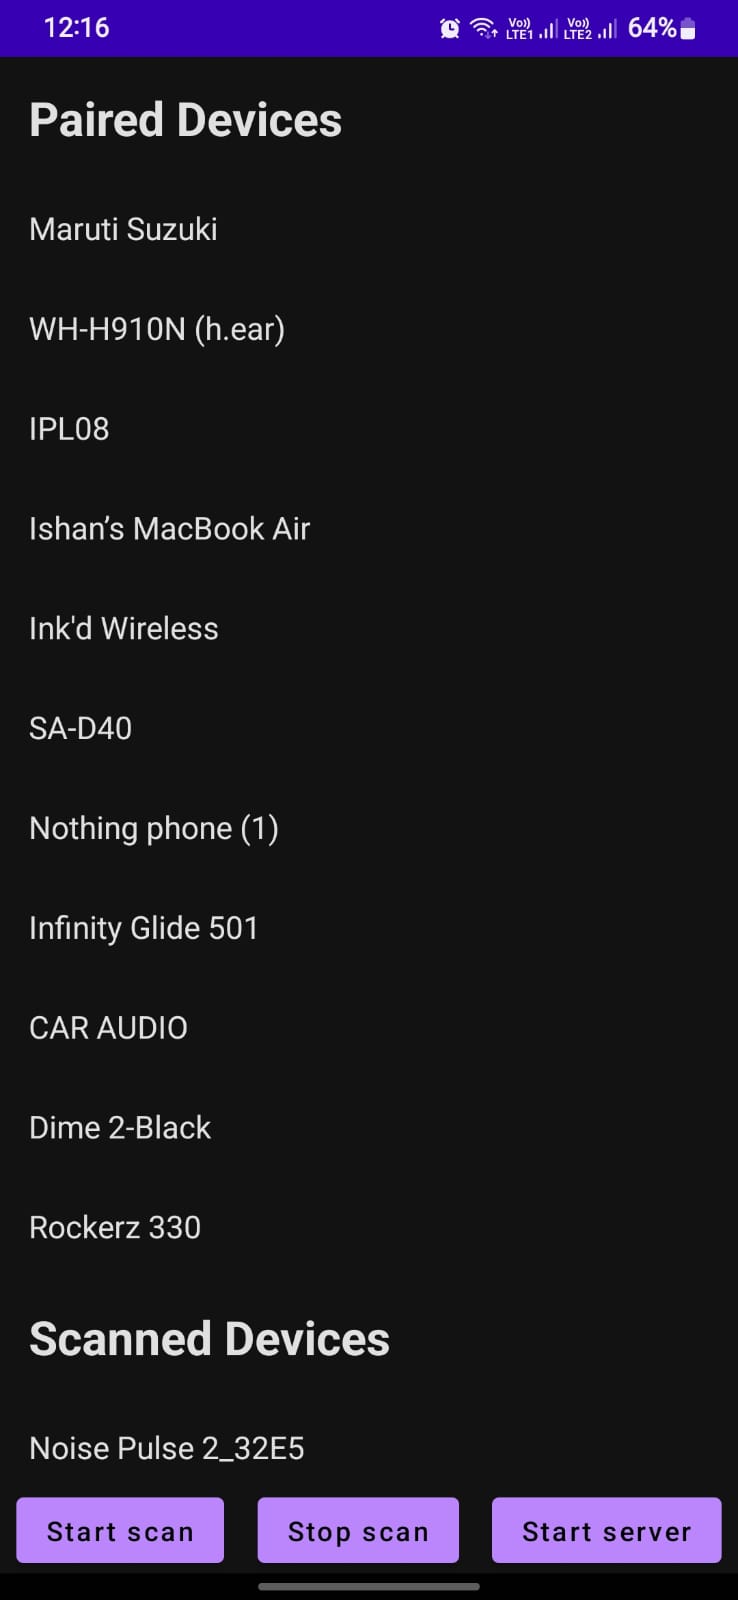 12:16
Vo)) LTE1 Vo)) LTE2 64%
Paired Devices
Maruti Suzuki
WH-H910N (h.ear)
IPL08
Ishan’s MacBook Air
Ink'd Wireless
SA-D40
Nothing phone (1)
Infinity Glide 501
CAR AUDIO
Dime 2-Black
Rockerz 330
Scanned Devices
Noise Pulse 2_32E5
Start scan
Stop scan
Start server